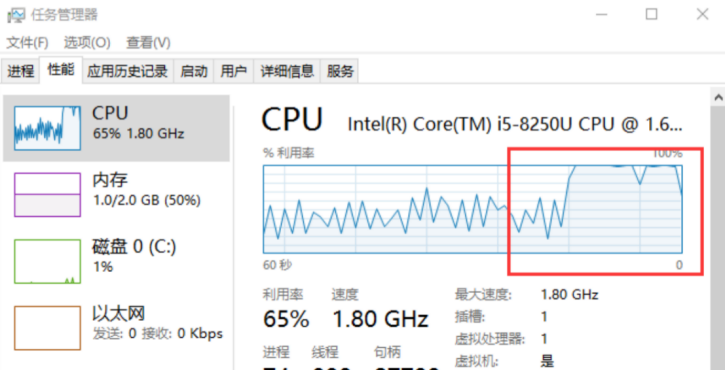 任务管理器
文件(F) 选项(O) 查看(V)
进程 性能 应用历史记录 启动 用户 详细信息 服务
CPU
65% 1.80 GHz
内存
1.0/2.0 GB (50%)
磁盘 0 (C:)
1%
以太网
发送: 0 接收: 0 Kbps
CPU Intel(R) Core(TM) i5-8250U CPU @ 1.6...
% 利用率 100%
60 秒 0
利用率 速度
65% 1.80 GHz
进程 线程 句柄
最大速度: 1.80 GHz
插槽: 1
虚拟处理器: 1
虚拟机: 是